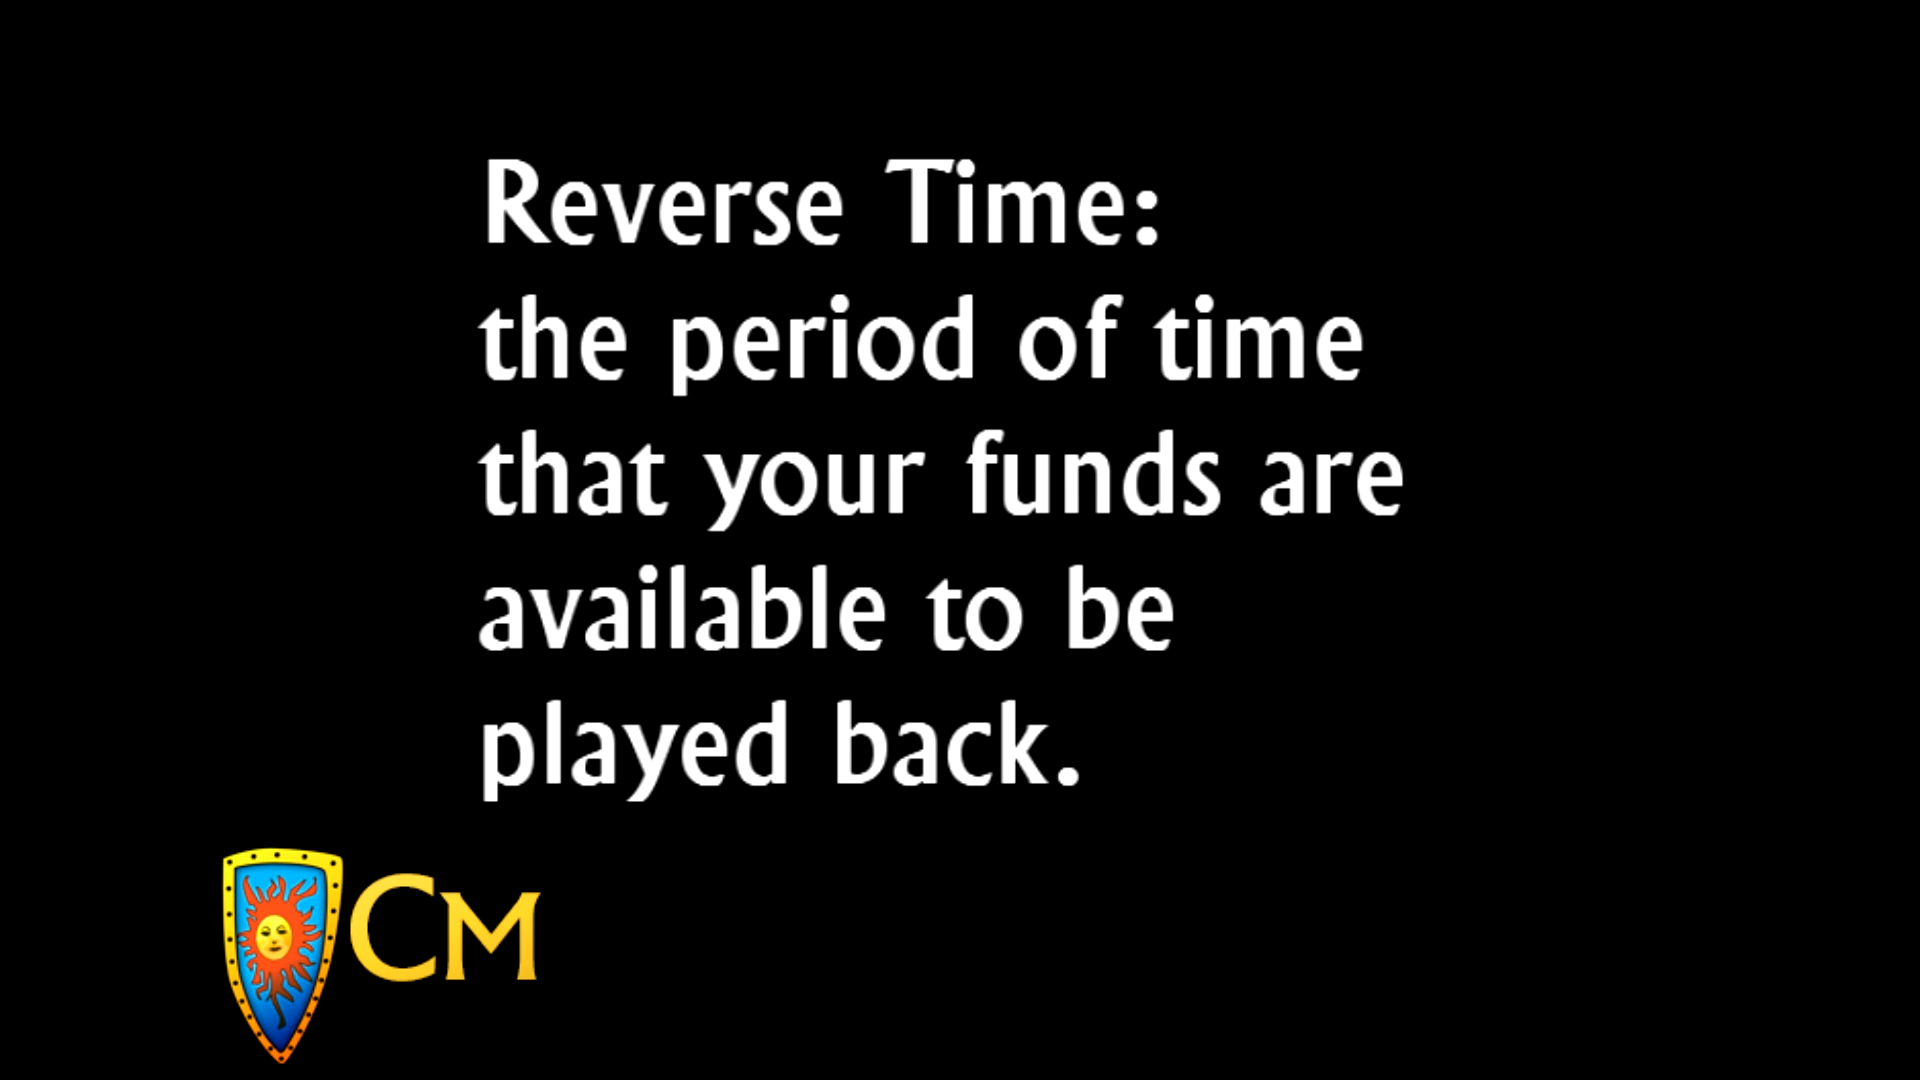 Reverse Time:
the period of time
that your funds are
available to be
played back.
CM